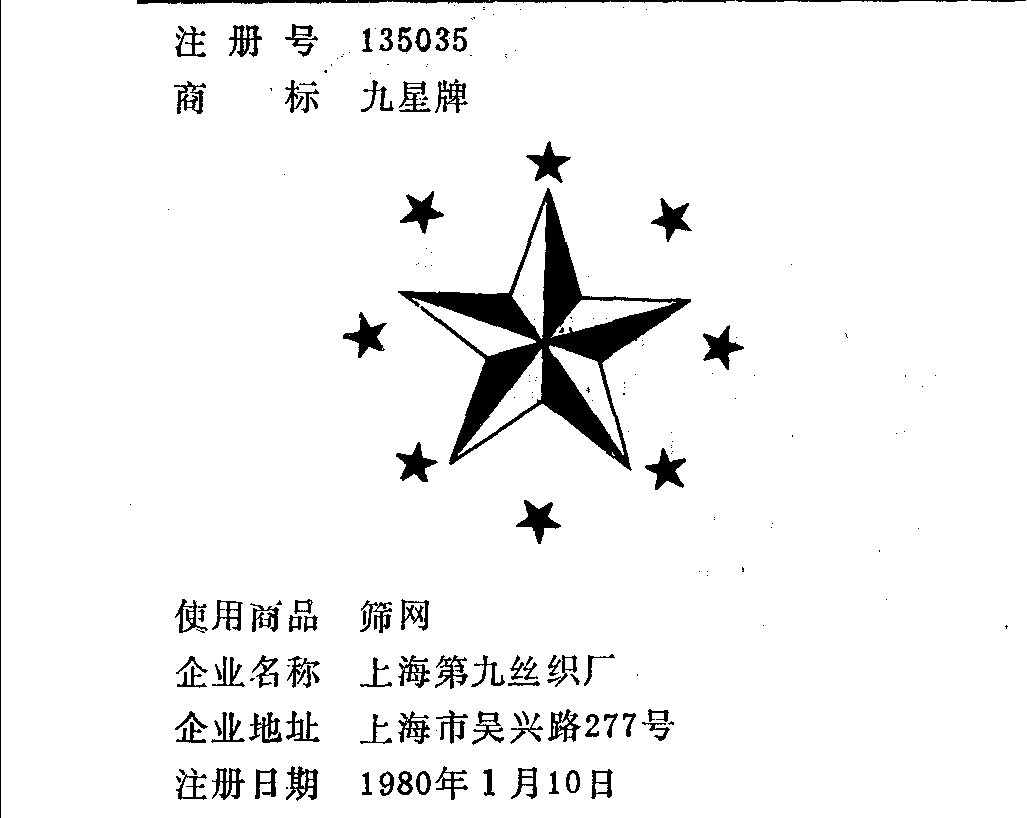 注册号 135035
商标 九星牌
使用商品 筛网
企业名称 上海第九丝织厂
企业地址 上海市吴兴路277号
注册日期 1980年1月10日